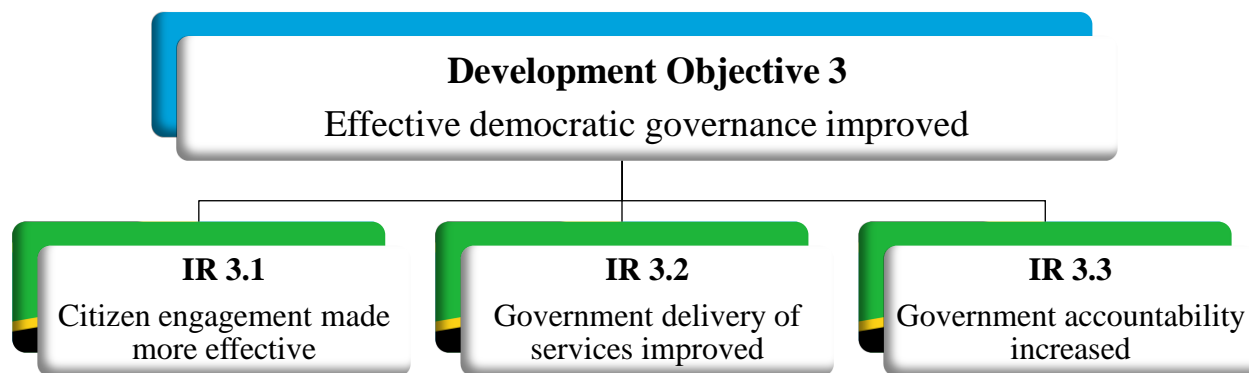 Development Objective 3
Effective democratic governance improved
IR 3.1
Citizen engagement made
more effective
IR 3.2
Government delivery of
services improved
IR 3.3
Government accountability
increased